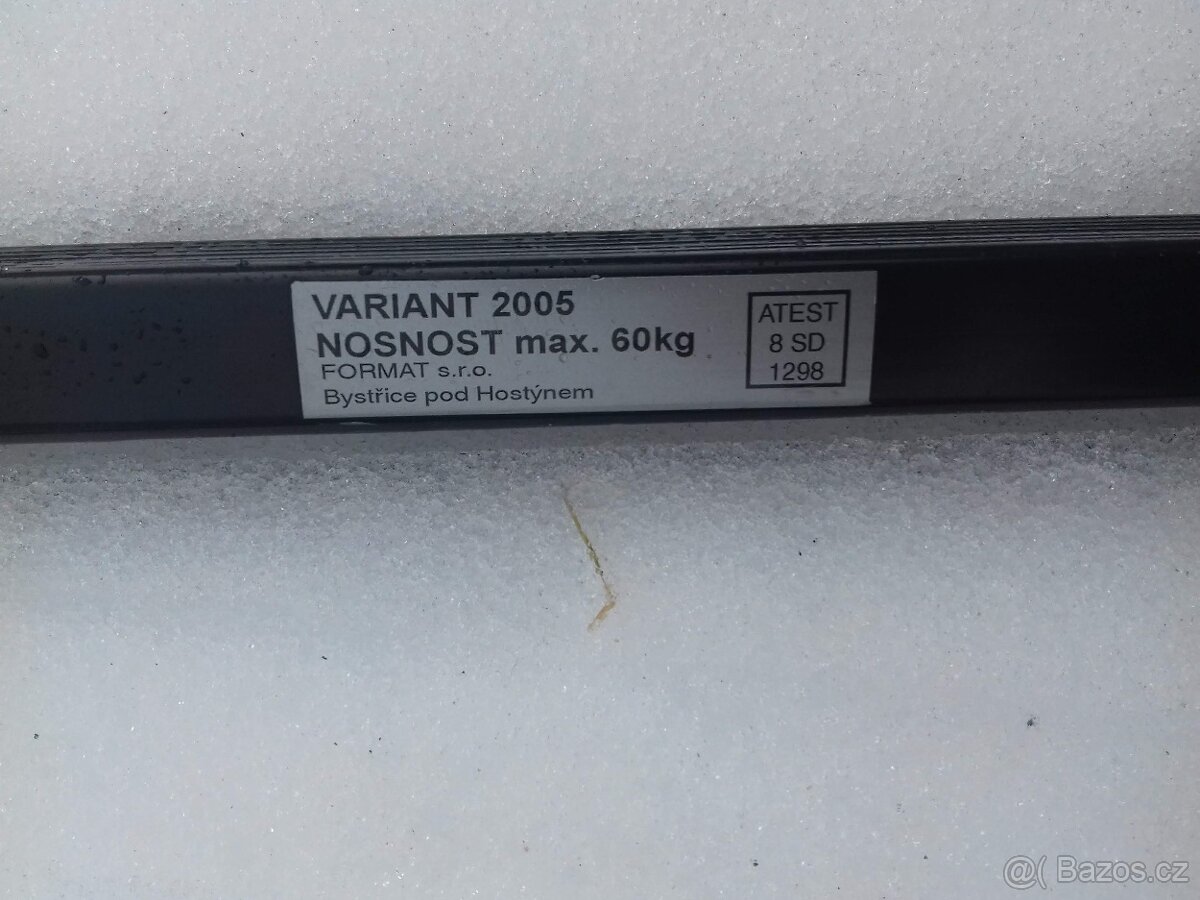 VARIANT 2005
NOSNOST max. 60kg
FORMAT s.r.o.
Bystřice pod Hostýnem
ATEST
8 SD
1298
@( Bazos.cz